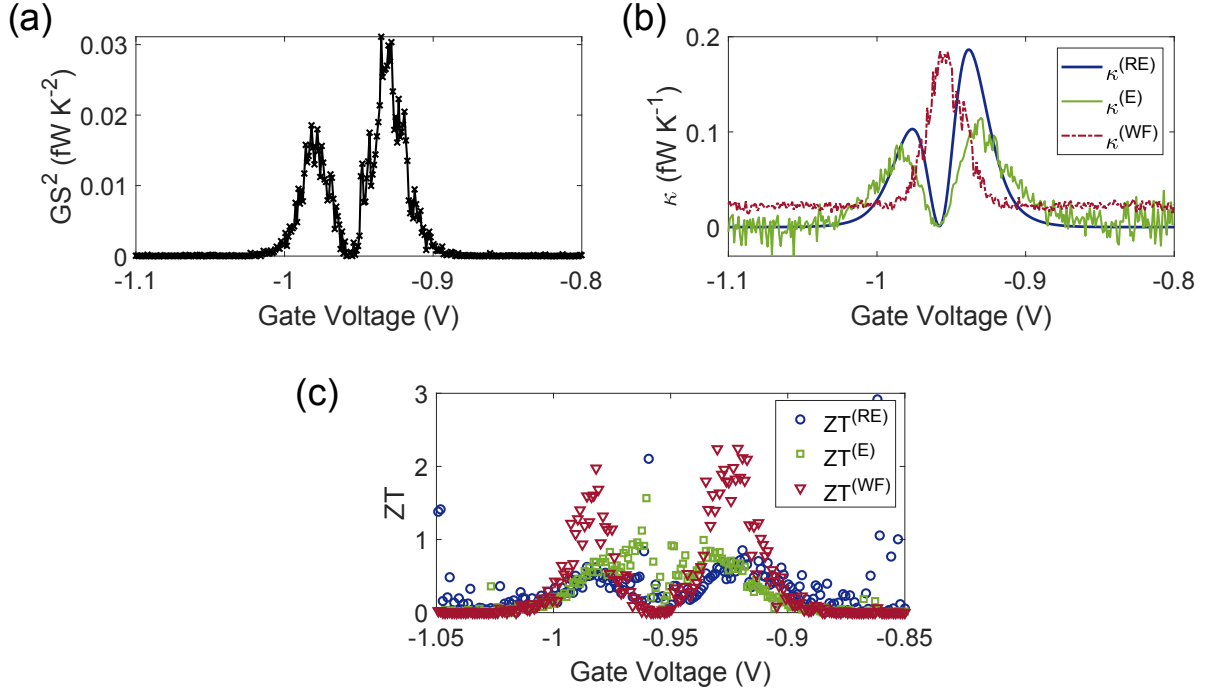 (a)
GS² (fW K⁻²)
0.03
0.02
0.01
0
-1.1
-1
-0.9
-0.8
Gate Voltage (V)
(b)
κ (fW K⁻¹)
0.2
0.1
0
-1.1
-1
-0.9
-0.8
Gate Voltage (V)
κ⁽ᴿᴱ⁾
κ⁽ᴱ⁾
κ⁽ᵂF⁾
(c)
ZT
3
2
1
0
-1.05
-1
-0.95
-0.9
-0.85
Gate Voltage (V)
ZT⁽ᴿᴱ⁾
ZT⁽ᴱ⁾
ZT⁽ᵂF⁾